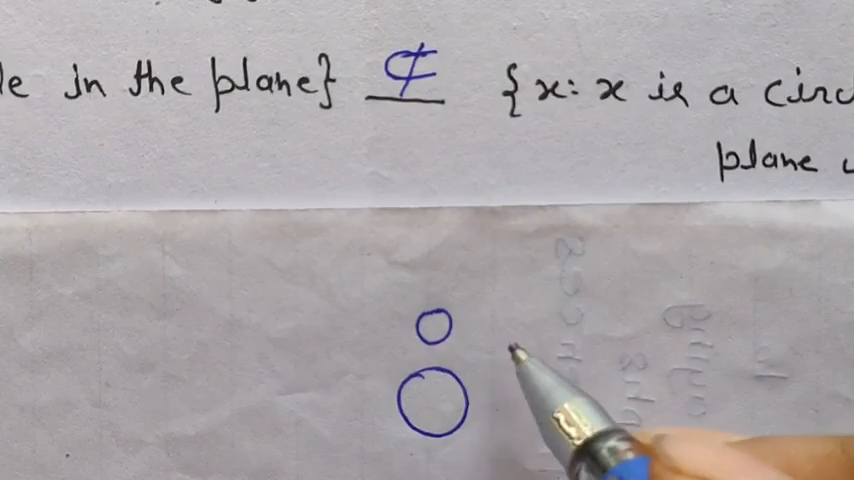 le in the plane} ⊄ {x: x is a circ
plane